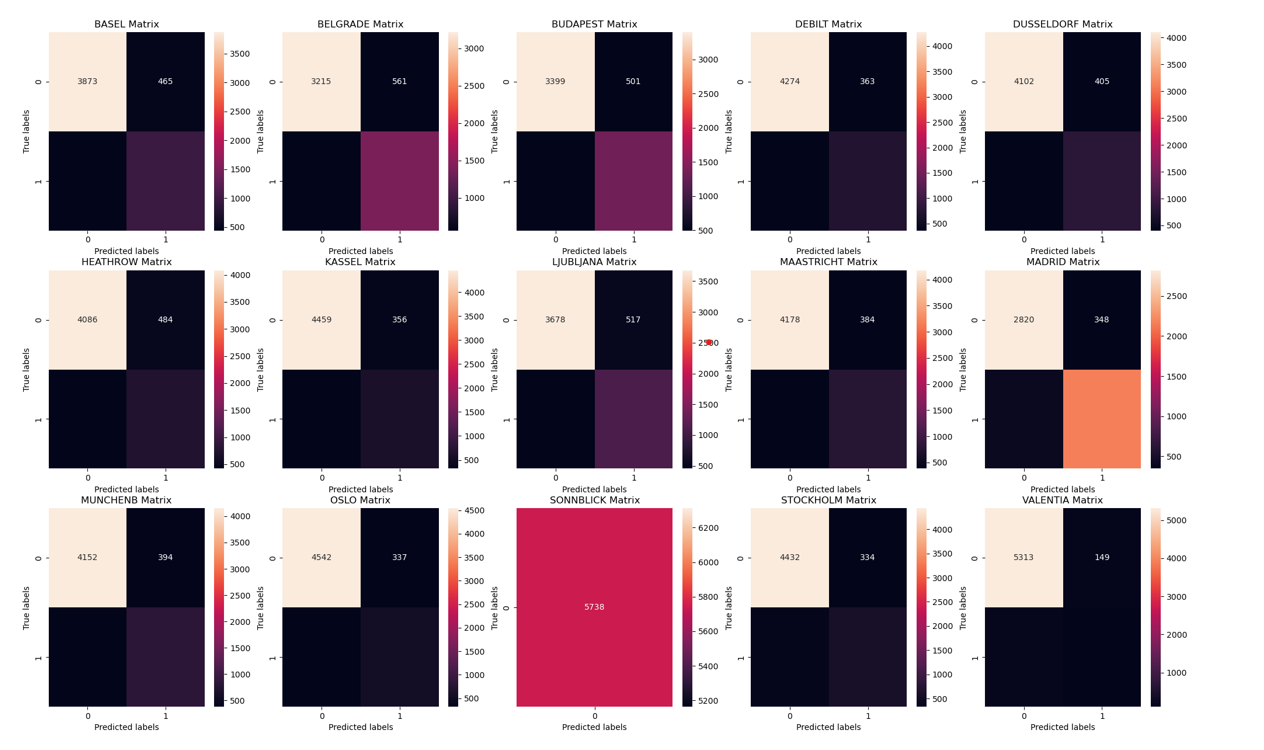 BASEL Matrix BELGRADE Matrix BUDAPEST Matrix DEBILT Matrix DUSSELDORF Matrix
True labels 0 1 3873 465 3500 3000 2500 2000 1500 1000 500
True labels 0 1 3215 561 3000 2500 2000 1500 1000
True labels 0 1 3399 501 3000 2500 2000 1500 1000 500
True labels 0 1 4274 363 4000 3500 3000 2500 2000 1500 1000 500
True labels 0 1 4102 405 4000 3500 3000 2500 2000 1500 1000 500
0 1 0 1 0 1 0 1 0 1
Predicted labels Predicted labels Predicted labels Predicted labels Predicted labels
HEATHROW Matrix KASSEL Matrix LJUBLJANA Matrix MAASTRICHT Matrix MADRID Matrix
True labels 0 1 4086 484 4000 3500 3000 2500 2000 1500 1000 500
True labels 0 1 4459 356 4000 3500 3000 2500 2000 1500 1000 500
True labels 0 1 3678 517 3500 3000 2500 2000 1500 1000 500
True labels 0 1 4178 384 4000 3500 3000 2500 2000 1500 1000 500
True labels 0 1 2820 348 2500 2000 1500 1000 500
0 1 0 1 0 1 0 1 0 1
Predicted labels Predicted labels Predicted labels Predicted labels Predicted labels
MUNCHENB Matrix OSLO Matrix SONNBLICK Matrix STOCKHOLM Matrix VALENTIA Matrix
True labels 0 1 4152 394 4000 3500 3000 2500 2000 1500 1000 500
True labels 0 1 4542 337 4500 4000 3500 3000 2500 2000 1500 1000 500
True labels 0 5738 6200 6000 5800 5600 5400 5200
True labels 0 1 4432 334 4000 3500 3000 2500 2000 1500 1000 500
True labels 0 1 5313 149 5000 4000 3000 2000 1000
0 1 0 1 0 0 1 0 1
Predicted labels Predicted labels Predicted labels Predicted labels Predicted labels